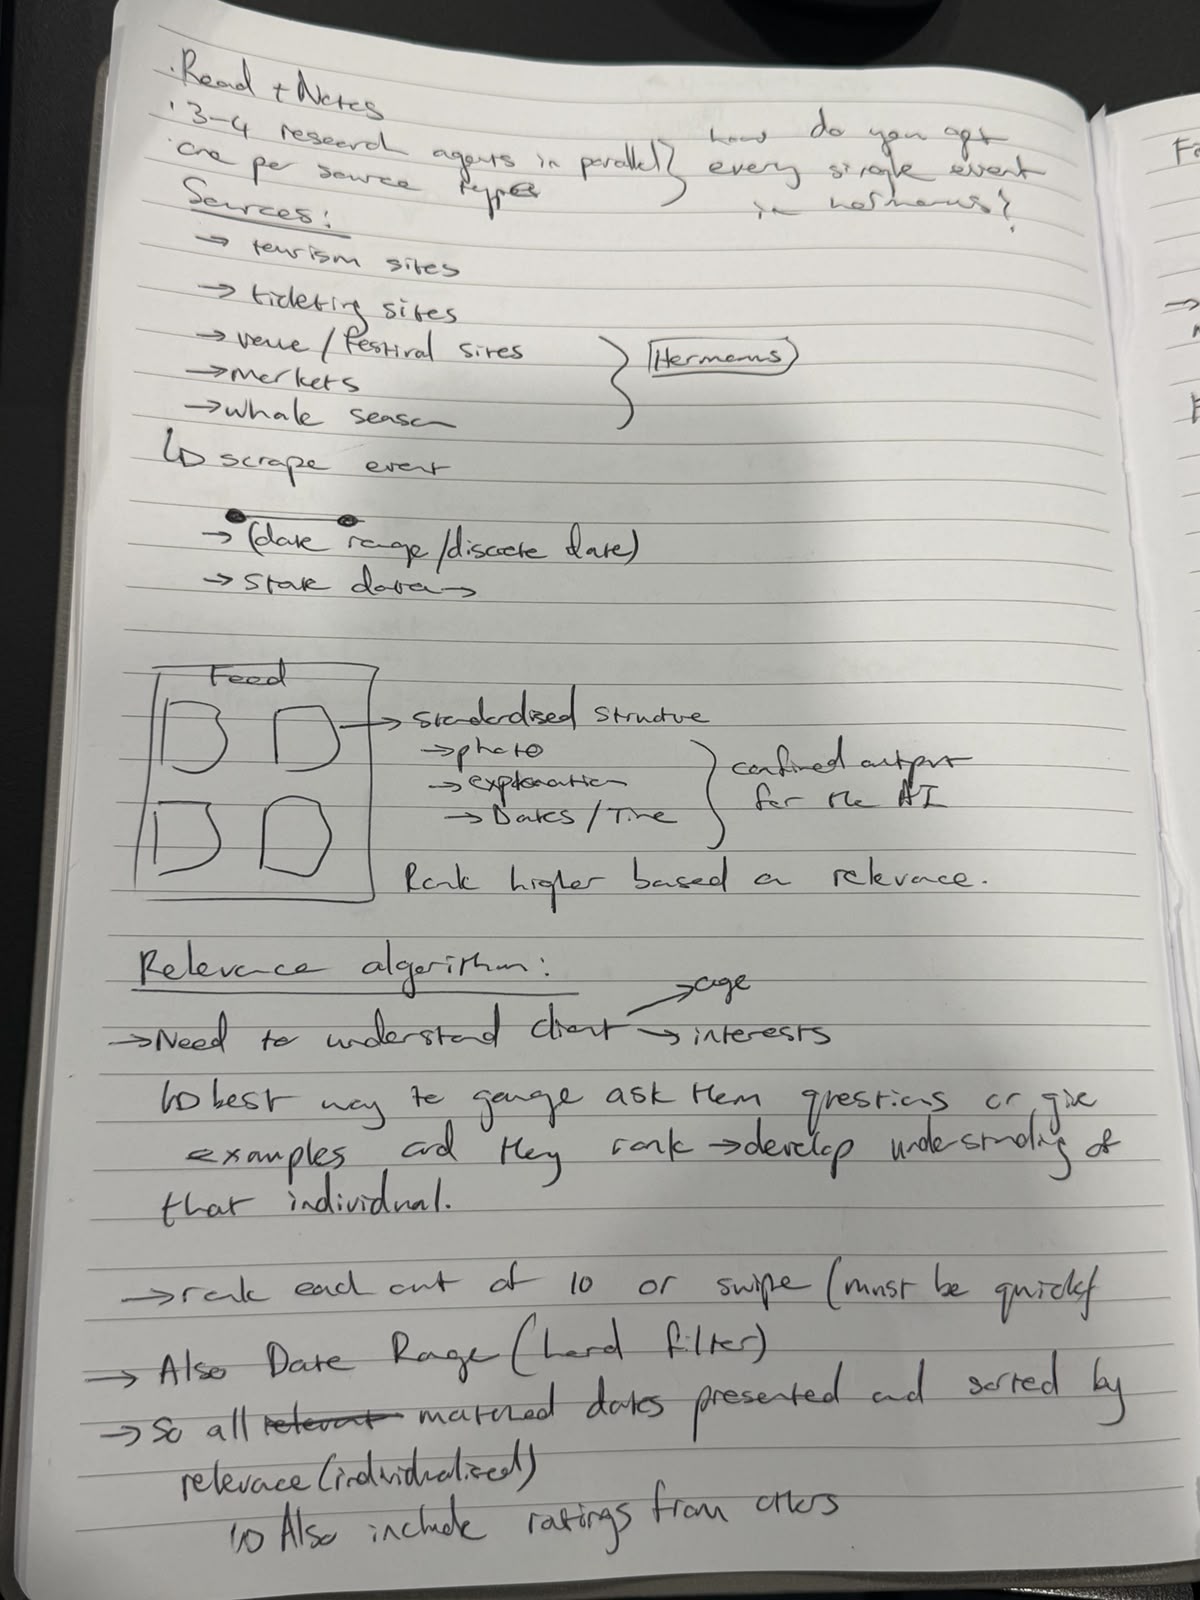 · Read + Notes
· 3-4 research agents in parallel } how do you get
· one per source type every single event
in hermanus?
Sources:
→ tourism sites
→ ticketing sites
→ venue / festival sites } Hermanus
→ markets
→ whale season
↳ scrape event
→ (date range / discrete date)
→ store data →
Feed
→ Standardised structure
→ photo
→ explanation } confined output
→ Dates / Time for the AI
Rank higher based on relevace.
Relevance algorithm:
→ age
→ Need to understand client → interests
↳ best way to gauge ask them questions or give
examples and they rank → develop understanding of
that individual.
→ rank each out of 10 or swipe (must be quick)
→ Also Date Range (hard filter)
→ So all relevant matched dates presented and sorted by
relevace (individualised)
↳ Also include ratings from others